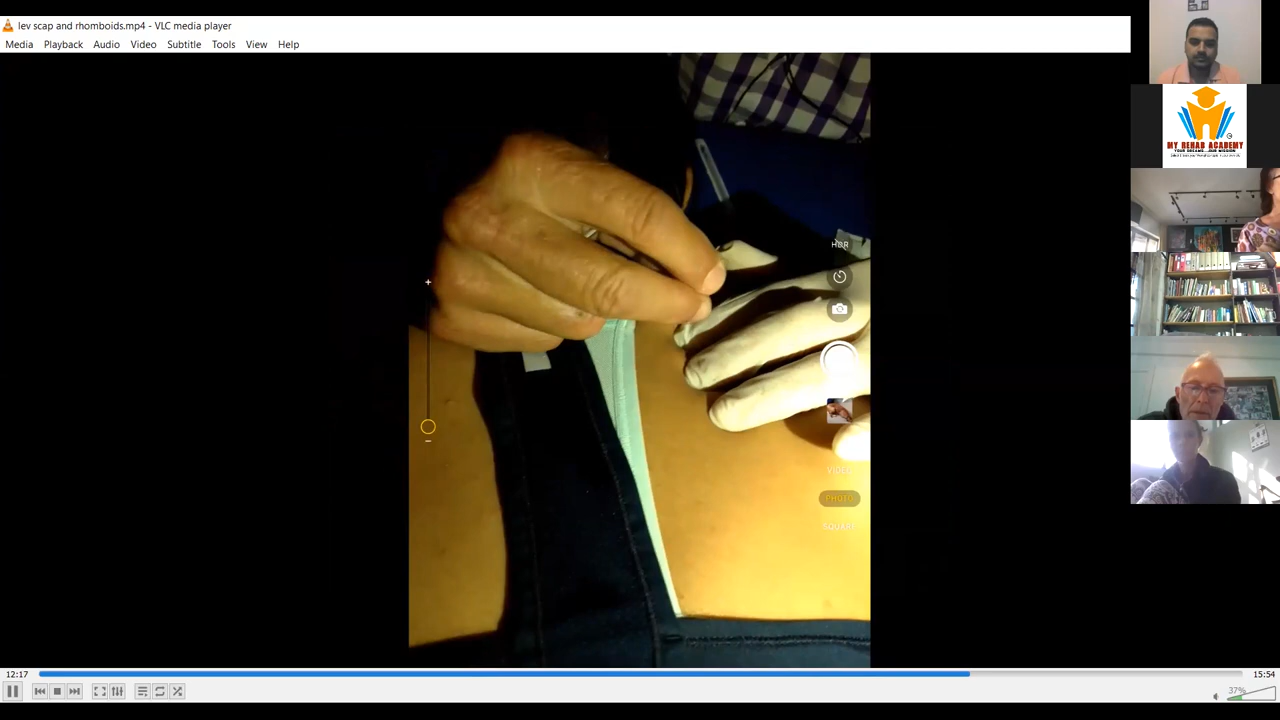 lev scap and rhomboids.mp4 - VLC media player
Media Playback Audio Video Subtitle Tools View Help
MY REHAB ACADEMY
HDR
VIDEO
PHOTO
SQUARE
12:17
15:54
37%